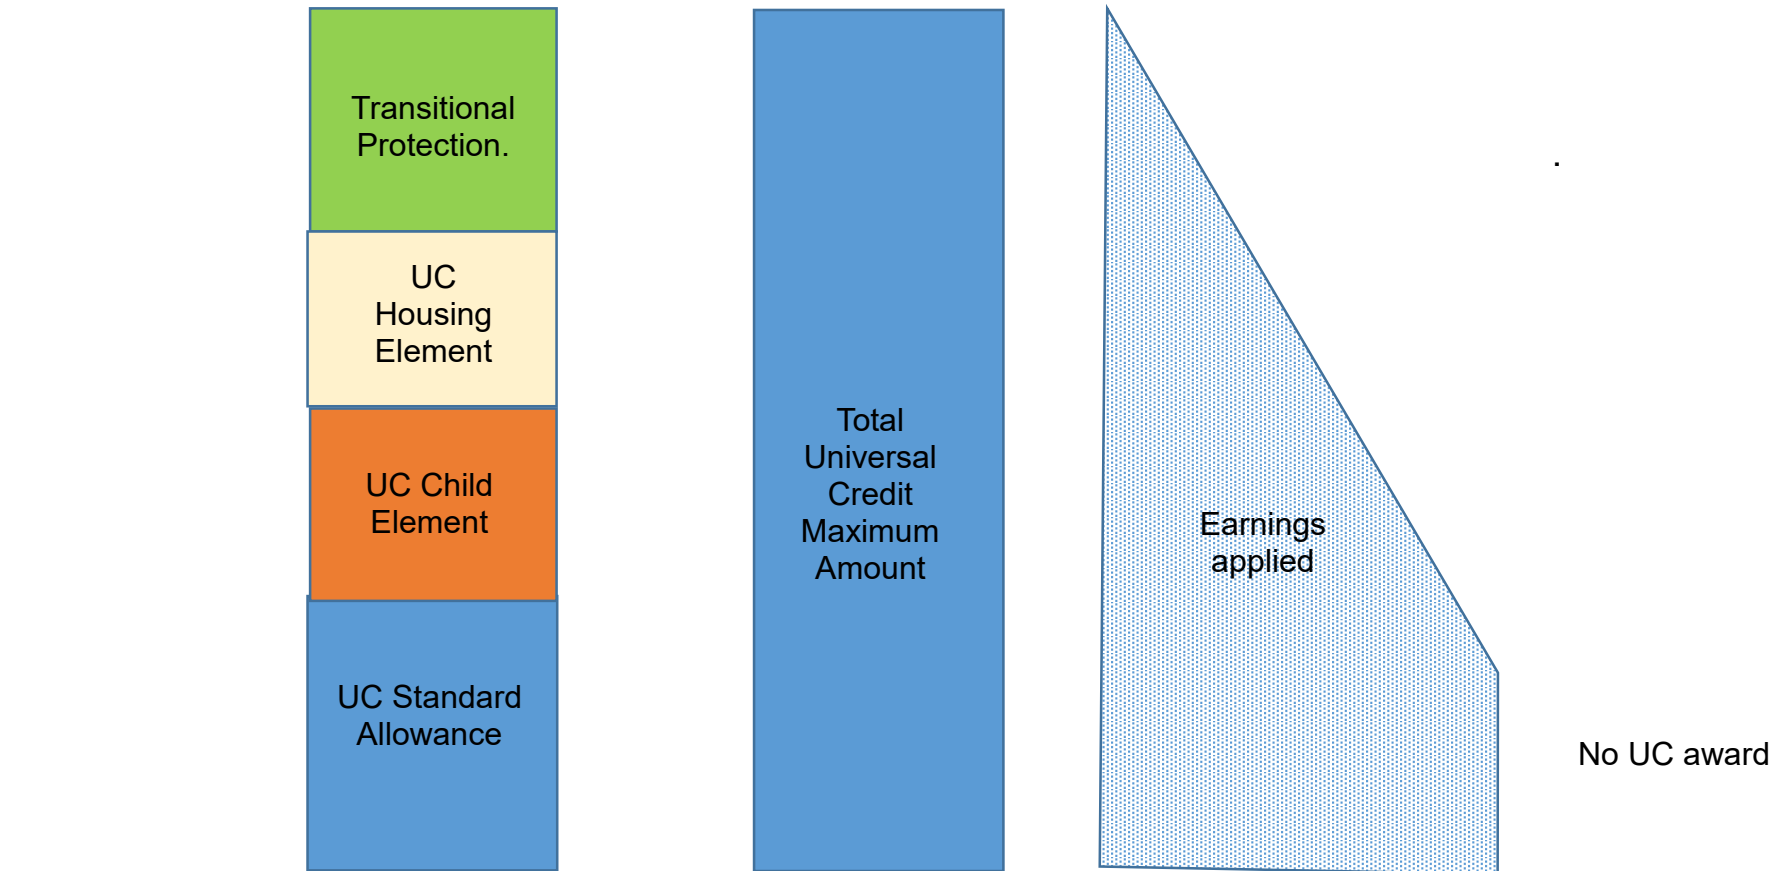 Transitional
Protection.
UC
Housing
Element
UC Child
Element
UC Standard
Allowance
Total
Universal
Credit
Maximum
Amount
Earnings
applied
.
No UC award